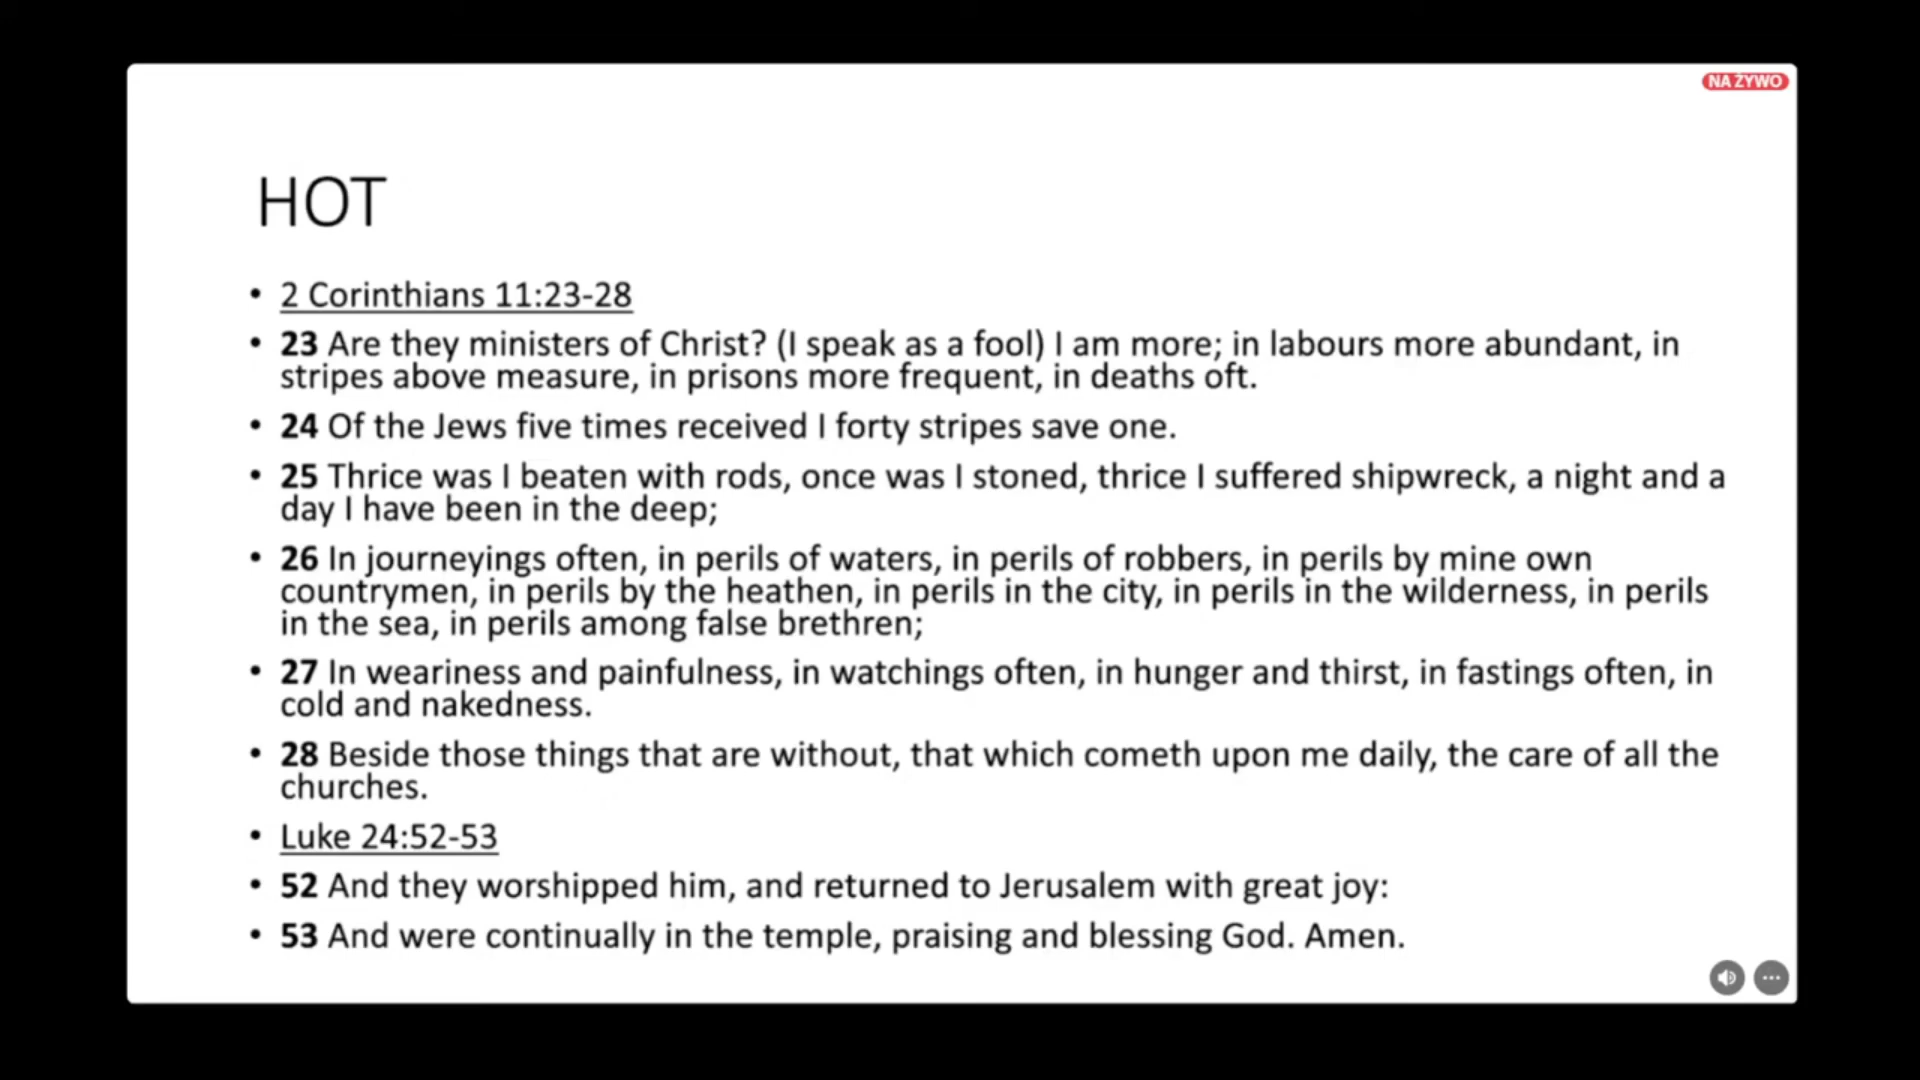 NA ŻYWO
HOT
• 2 Corinthians 11:23-28
• 23 Are they ministers of Christ? (I speak as a fool) I am more; in labours more abundant, in
stripes above measure, in prisons more frequent, in deaths oft.
• 24 Of the Jews five times received I forty stripes save one.
• 25 Thrice was I beaten with rods, once was I stoned, thrice I suffered shipwreck, a night and a
day I have been in the deep;
• 26 In journeyings often, in perils of waters, in perils of robbers, in perils by mine own
countrymen, in perils by the heathen, in perils in the city, in perils in the wilderness, in perils
in the sea, in perils among false brethren;
• 27 In weariness and painfulness, in watchings often, in hunger and thirst, in fastings often, in
cold and nakedness.
• 28 Beside those things that are without, that which cometh upon me daily, the care of all the
churches.
• Luke 24:52-53
• 52 And they worshipped him, and returned to Jerusalem with great joy:
• 53 And were continually in the temple, praising and blessing God. Amen.